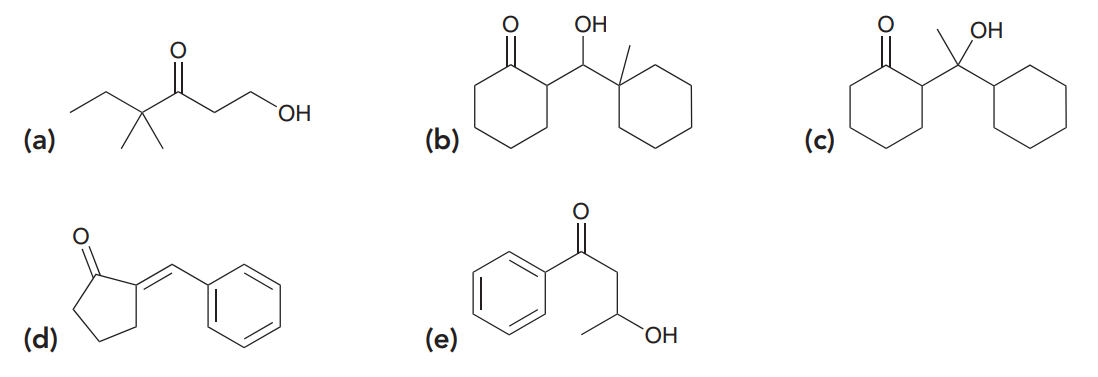 O OH O OH
O
OH
(a) (b) (c)
O O
(d) (e) OH